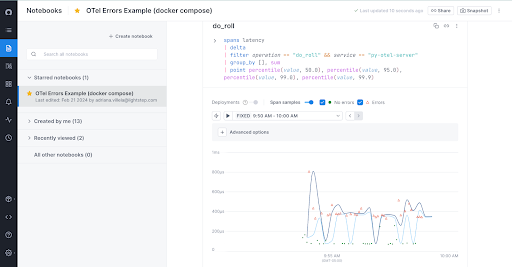 Notebooks
OTel Errors Example (docker compose)
Last updated 10 seconds ago
Share
Snapshot
+ Create notebook
Search all notebooks
Starred notebooks (1)
OTel Errors Example (docker compose)
Last edited: Feb 21 2024 by adriana.villela@lightstep.com
Created by me (13)
Recently viewed (2)
All other notebooks (0)
do_roll
spans latency
| delta
| filter operation == "do_roll" && service == "py-otel-server"
| group_by [], sum
| point percentile(value, 50.0), percentile(value, 95.0),
percentile(value, 99.0), percentile(value, 99.9)
Deployments
Span samples
No errors
Errors
FIXED 9:50 AM - 10:00 AM
+ Advanced options
1ms
800µs
600µs
400µs
200µs
0
9:55 AM
10:00 AM